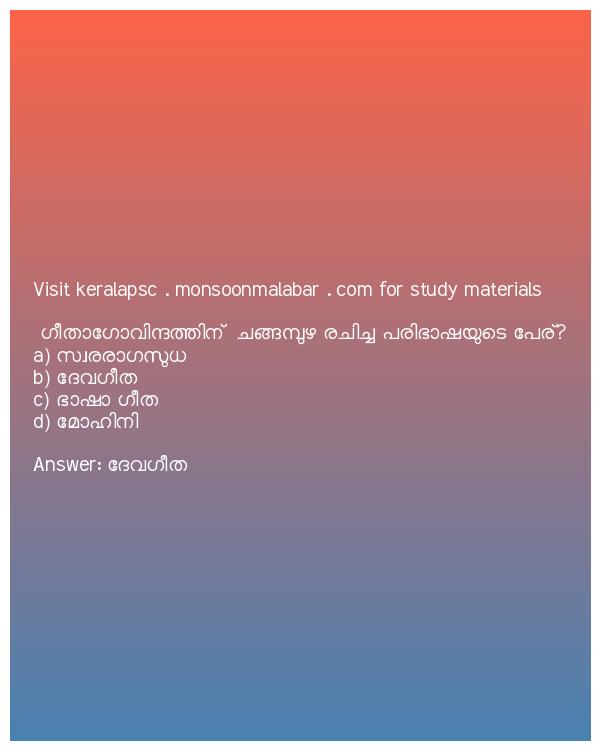 Visit keralapsc . monsoonmalabar . com for study materials
ഗീതാഗോവിന്ദത്തിന് ചങ്ങമ്പുഴ രചിച്ച പരിഭാഷയുടെ പേര്?
a) സ്വരരാഗസുധ
b) ദേവഗീത
c) ഭാഷാ ഗീത
d) മോഹിനി
Answer: ദേവഗീത